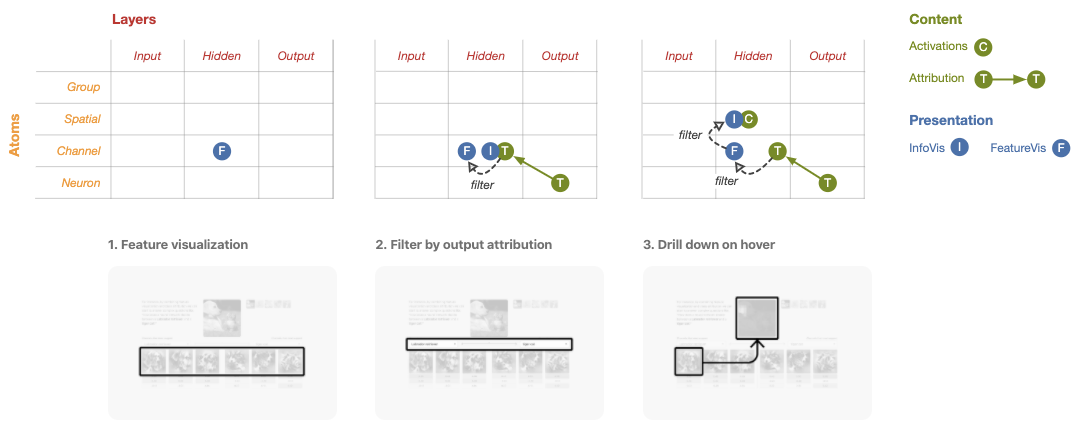 Layers
Content
Input Hidden Output
Input Hidden Output
Input Hidden Output
Activations C
Group
Attribution T T
Spatial
I C
filter
Presentation
Atoms
Channel
F
F I T
F T
InfoVis I FeatureVis F
filter
filter
Neuron
T
T
1. Feature visualization
2. Filter by output attribution
3. Drill down on hover